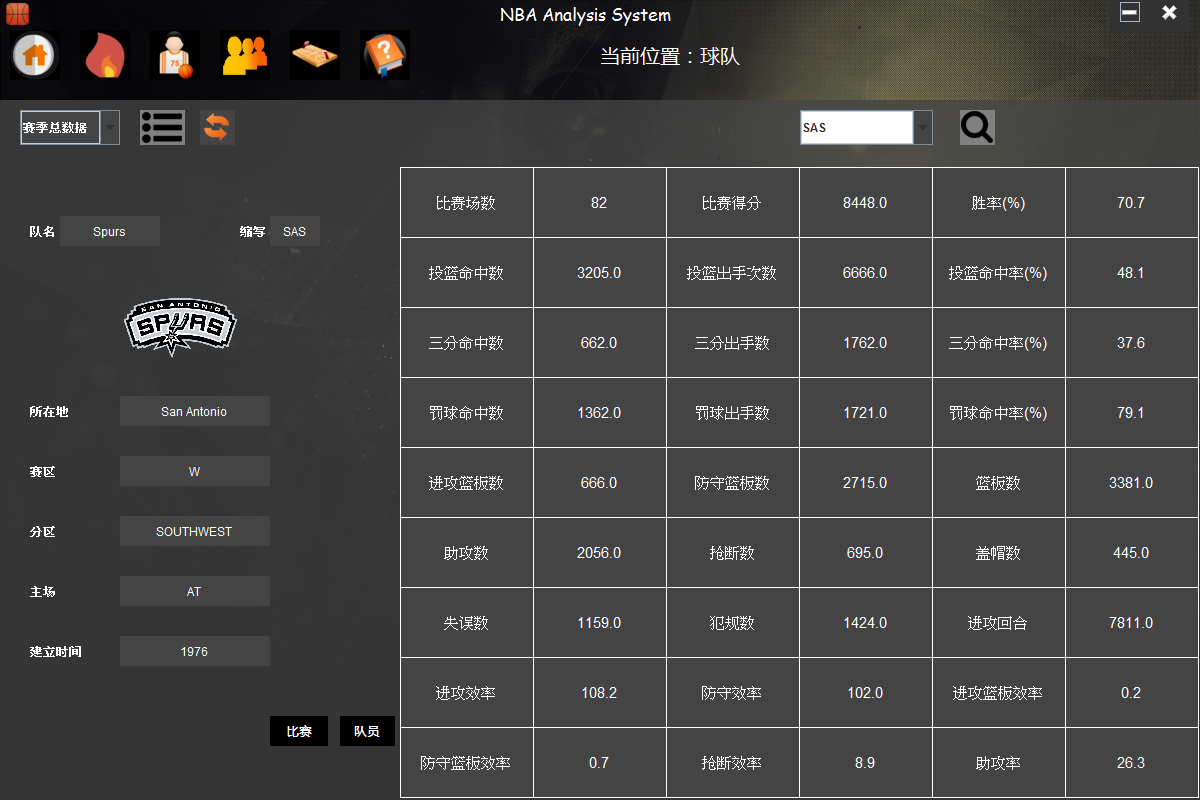 NBA Analysis System
75
当前位置：球队
赛季总数据
SAS
队名 Spurs 缩写 SAS
SAN ANTONIO
SPURS
所在地 San Antonio
赛区 W
分区 SOUTHWEST
主场 AT
建立时间 1976
比赛 队员
比赛场数 82 比赛得分 8448.0 胜率(%) 70.7
投篮命中数 3205.0 投篮出手次数 6666.0 投篮命中率(%) 48.1
三分命中数 662.0 三分出手数 1762.0 三分命中率(%) 37.6
罚球命中数 1362.0 罚球出手数 1721.0 罚球命中率(%) 79.1
进攻篮板数 666.0 防守篮板数 2715.0 篮板数 3381.0
助攻数 2056.0 抢断数 695.0 盖帽数 445.0
失误数 1159.0 犯规数 1424.0 进攻回合 7811.0
进攻效率 108.2 防守效率 102.0 进攻篮板效率 0.2
防守篮板效率 0.7 抢断效率 8.9 助攻率 26.3